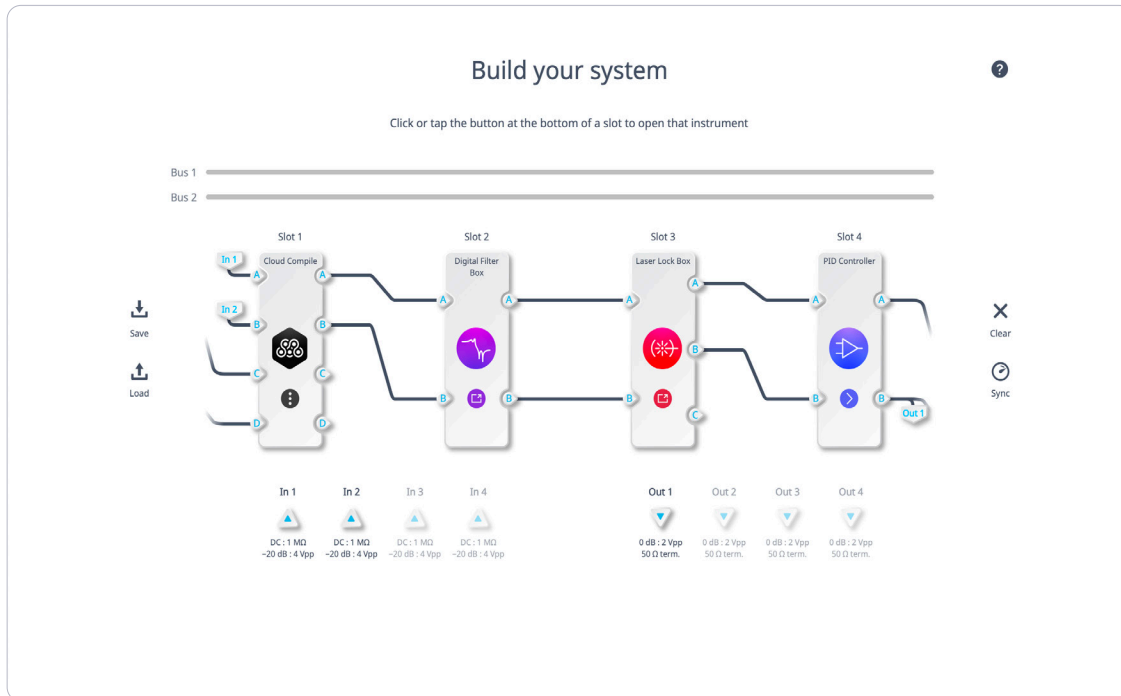 Build your system
?
Click or tap the button at the bottom of a slot to open that instrument
Bus 1
Bus 2
Slot 1
Slot 2
Slot 3
Slot 4
In 1
Cloud Compile
Digital Filter
Box
Laser Lock Box
PID Controller
A
A
A
A
A
A
A
A
In 2
B
B
B
B
B
B
B
B
C
C
C
D
D
Out 1
Save
Load
Clear
Sync
In 1
In 2
In 3
In 4
Out 1
Out 2
Out 3
Out 4
DC : 1 MΩ
−20 dB : 4 Vpp
DC : 1 MΩ
−20 dB : 4 Vpp
DC : 1 MΩ
−20 dB : 4 Vpp
DC : 1 MΩ
−20 dB : 4 Vpp
0 dB : 2 Vpp
50 Ω term.
0 dB : 2 Vpp
50 Ω term.
0 dB : 2 Vpp
50 Ω term.
0 dB : 2 Vpp
50 Ω term.